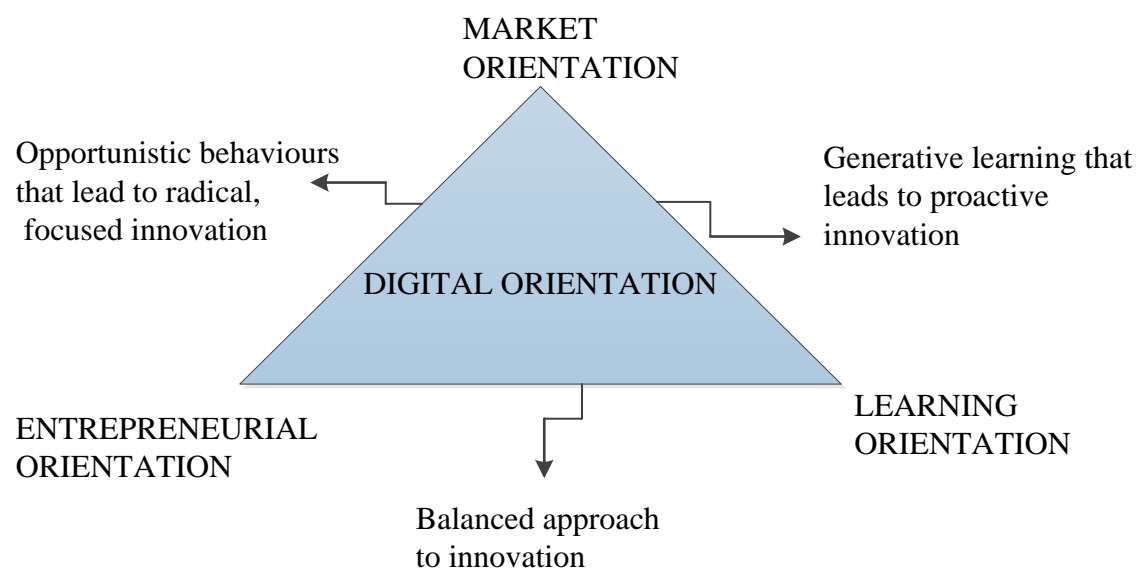 MARKET
ORIENTATION
Opportunistic behaviours
that lead to radical,
focused innovation
Generative learning that
leads to proactive
innovation
DIGITAL ORIENTATION
ENTREPRENEURIAL
ORIENTATION
LEARNING
ORIENTATION
Balanced approach
to innovation